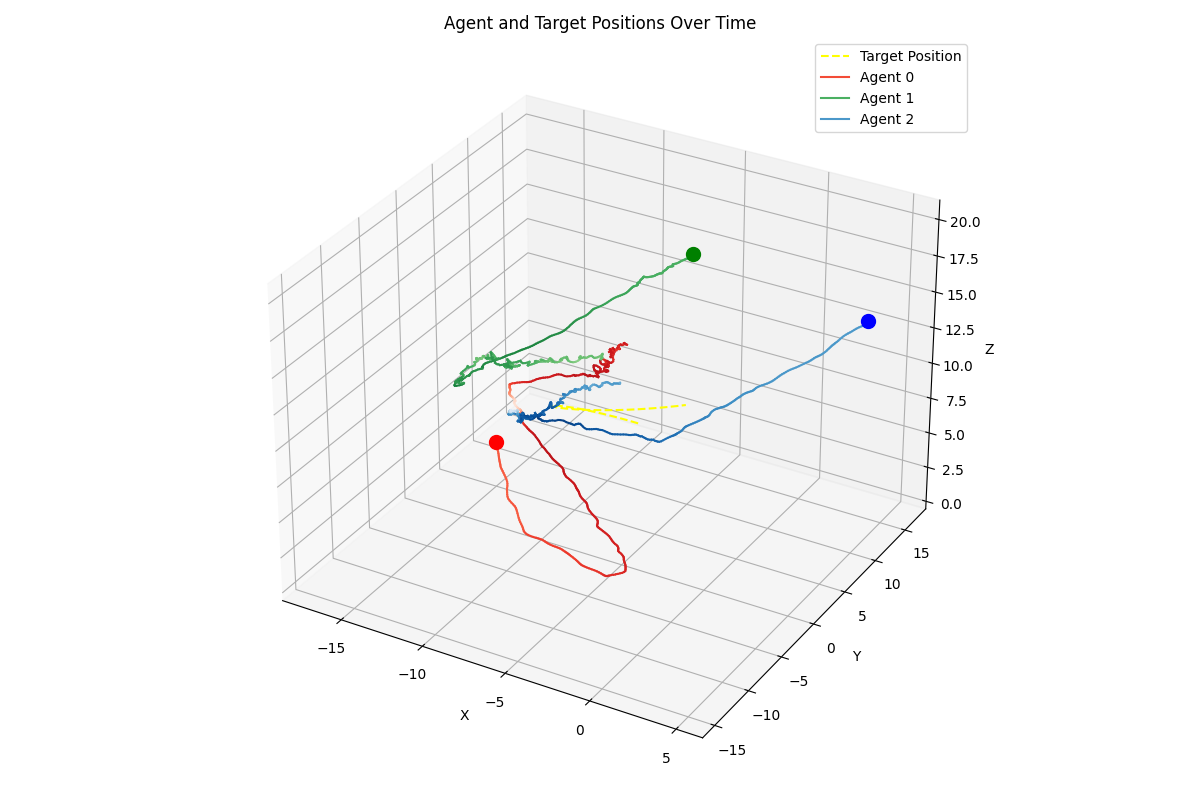 Agent and Target Positions Over Time
Target Position
Agent 0
Agent 1
Agent 2
20.0
17.5
15.0
12.5
10.0
7.5
5.0
2.5
0.0
Z
15
10
5
0
−5
−10
−15
Y
−15
−10
−5
0
5
X